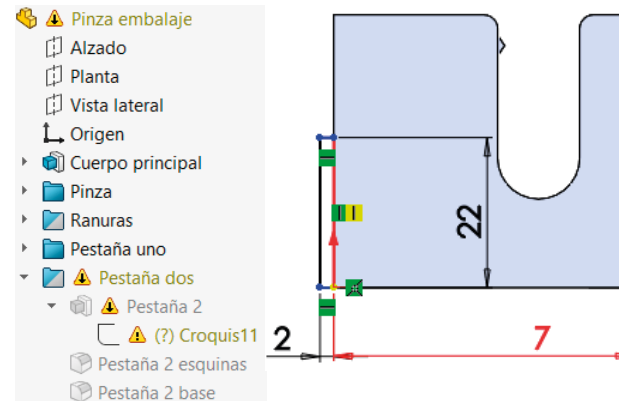 Pinza embalaje
Alzado
Planta
Vista lateral
Origen
Cuerpo principal
Pinza
Ranuras
Pestaña uno
Pestaña dos
Pestaña 2
(?) Croquis11
Pestaña 2 esquinas
Pestaña 2 base
22
2
7